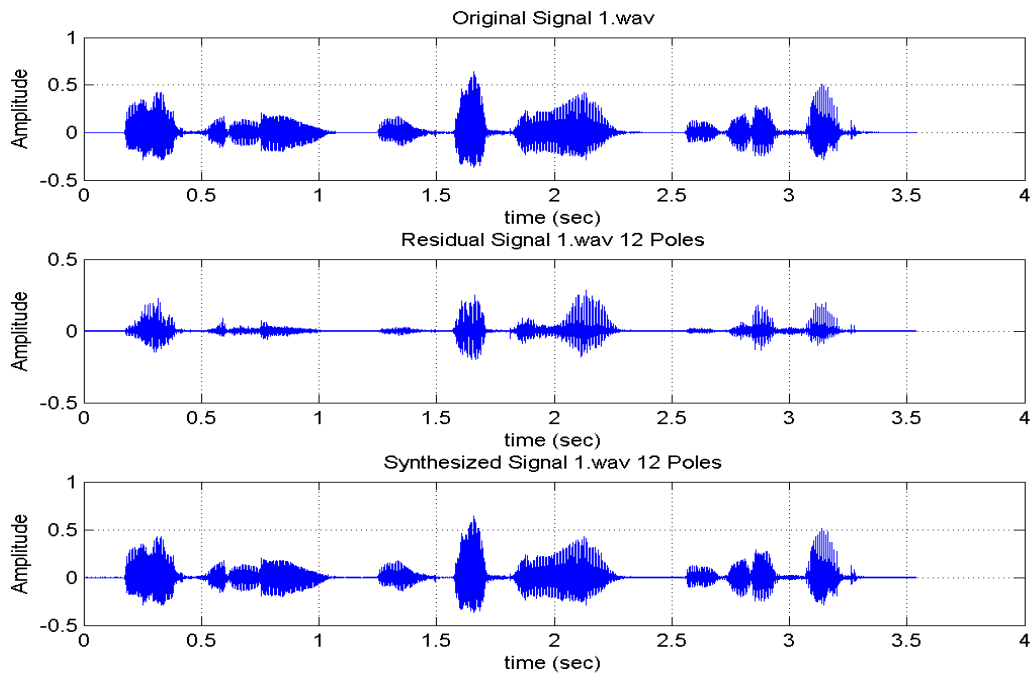 Original Signal 1.wav
Amplitude
1
0.5
0
-0.5
0 0.5 1 1.5 2 2.5 3 3.5 4
time (sec)
Residual Signal 1.wav 12 Poles
Amplitude
0.5
0
-0.5
0 0.5 1 1.5 2 2.5 3 3.5 4
time (sec)
Synthesized Signal 1.wav 12 Poles
Amplitude
1
0.5
0
-0.5
0 0.5 1 1.5 2 2.5 3 3.5 4
time (sec)